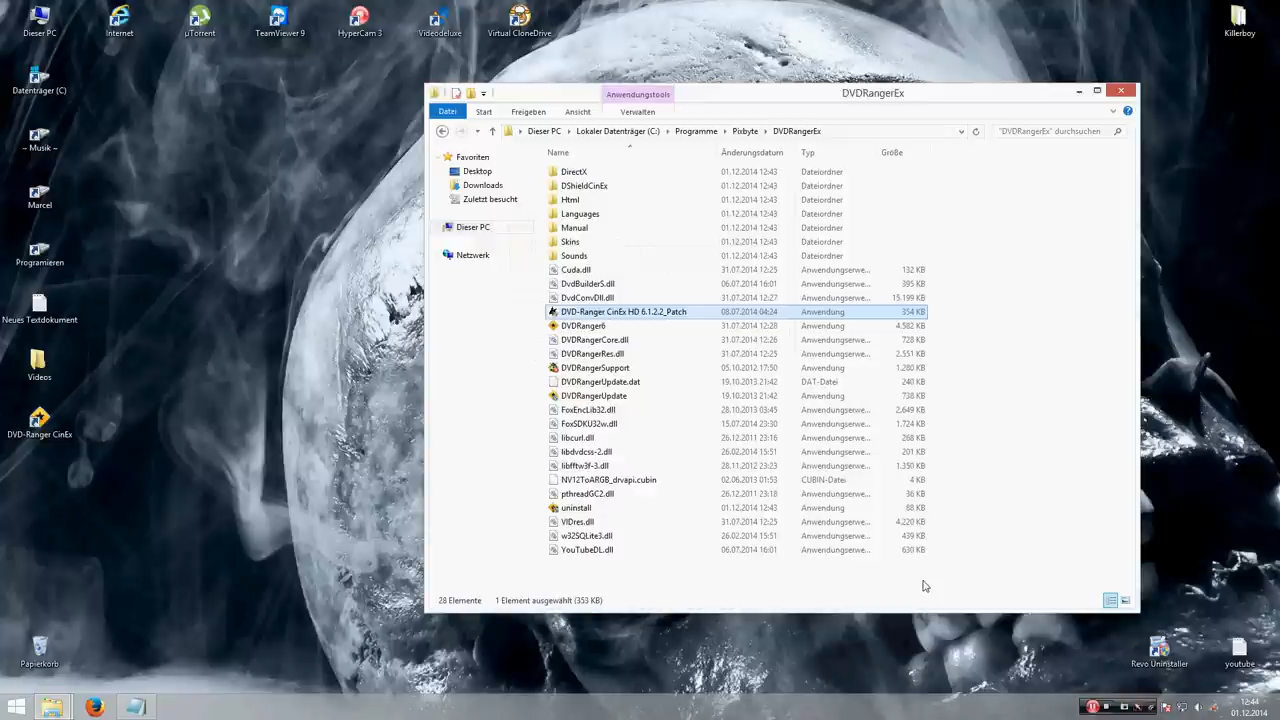 Dieser PC
Internet
µTorrent
TeamViewer 9
HyperCam 3
Videodeluxe
Virtual CloneDrive
Killerboy
Datenträger (C)
~ Musik ~
Marcel
Programieren
Neues Textdokument
Videos
DVD-Ranger CinEx
Papierkorb
Revo Uninstaller
youtube
Anwendungstools
DVDRangerEx
Datei Start Freigeben Ansicht Verwalten
Dieser PC Lokaler Datenträger (C:) Programme Pixbyte DVDRangerEx "DVDRangerEx" durchsuchen
Favoriten
Desktop
Downloads
Zuletzt besucht
Dieser PC
Netzwerk
Name Änderungsdatum Typ Größe
DirectX 01.12.2014 12:43 Dateiordner
DShieldCinEx 01.12.2014 12:43 Dateiordner
Html 01.12.2014 12:43 Dateiordner
Languages 01.12.2014 12:43 Dateiordner
Manual 01.12.2014 12:43 Dateiordner
Skins 01.12.2014 12:43 Dateiordner
Sounds 01.12.2014 12:43 Dateiordner
Cuda.dll 31.07.2014 12:25 Anwendungserwe... 132 KB
DvdBuilderS.dll 06.07.2014 16:01 Anwendungserwe... 395 KB
DvdConvDll.dll 31.07.2014 12:27 Anwendungserwe... 15.199 KB
DVD-Ranger CinEx HD 6.1.2.2_Patch 08.07.2014 04:24 Anwendung 354 KB
DVDRanger6 31.07.2014 12:28 Anwendung 4.582 KB
DVDRangerCore.dll 31.07.2014 12:26 Anwendungserwe... 728 KB
DVDRangerRes.dll 31.07.2014 12:25 Anwendungserwe... 2.551 KB
DVDRangerSupport 05.10.2012 17:50 Anwendung 1.280 KB
DVDRangerUpdate.dat 19.10.2013 21:42 DAT-Datei 240 KB
DVDRangerUpdate 19.10.2013 21:42 Anwendung 738 KB
FoxEncLib32.dll 28.10.2013 03:45 Anwendungserwe... 2.649 KB
FoxSDKU32w.dll 15.07.2014 23:30 Anwendungserwe... 1.724 KB
libcurl.dll 26.12.2011 23:16 Anwendungserwe... 268 KB
libdvdcss-2.dll 26.02.2014 15:51 Anwendungserwe... 201 KB
libfftw3f-3.dll 28.11.2012 23:23 Anwendungserwe... 1.350 KB
NV12ToARGB_drvapi.cubin 02.06.2013 01:53 CUBIN-Datei 4 KB
pthreadGC2.dll 26.12.2011 23:18 Anwendungserwe... 36 KB
uninstall 01.12.2014 12:43 Anwendung 88 KB
VIDres.dll 31.07.2014 12:25 Anwendungserwe... 4.220 KB
w32SQLite3.dll 26.02.2014 15:51 Anwendungserwe... 439 KB
YouTubeDL.dll 06.07.2014 16:01 Anwendungserwe... 630 KB
28 Elemente 1 Element ausgewählt (353 KB)
12:44
01.12.2014